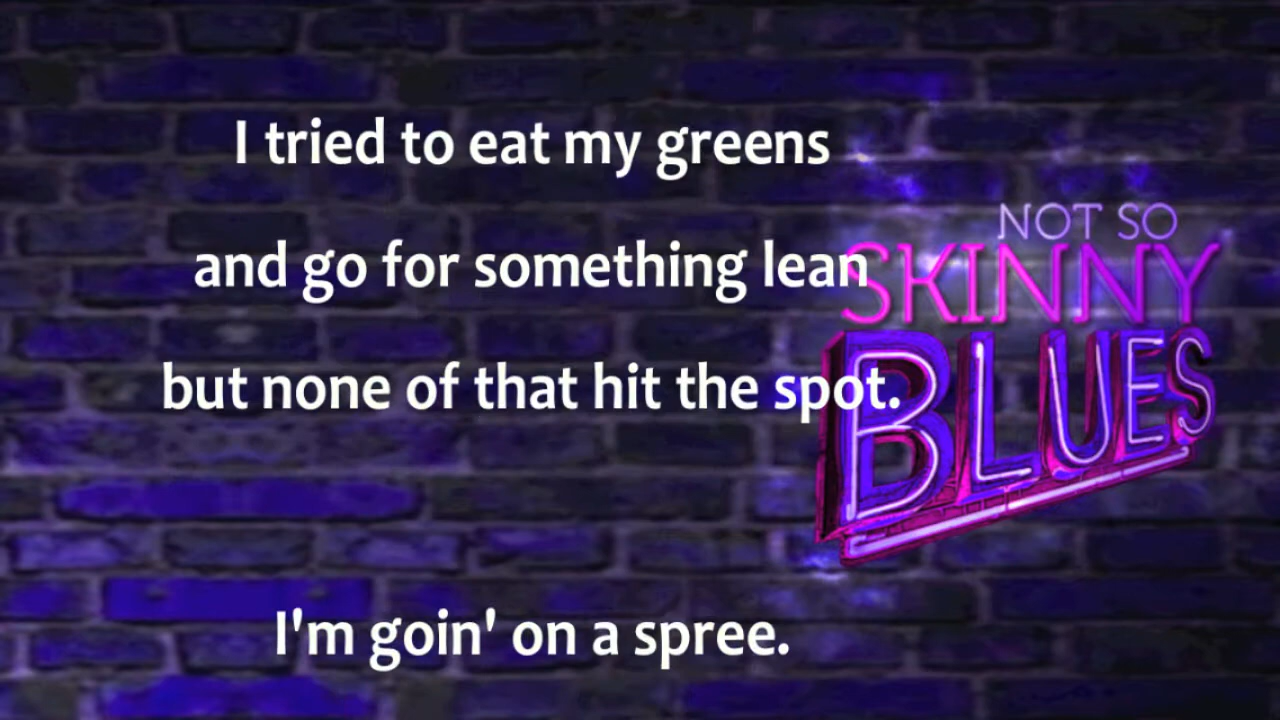 I tried to eat my greens
and go for something lean
but none of that hit the spot.
I'm goin' on a spree.
NOT SO
SKINNY
BLUES